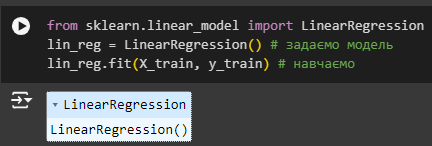 from sklearn.linear_model import LinearRegression
lin_reg = LinearRegression() # задаємо модель
lin_reg.fit(X_train, y_train) # навчаємо
LinearRegression
LinearRegression()